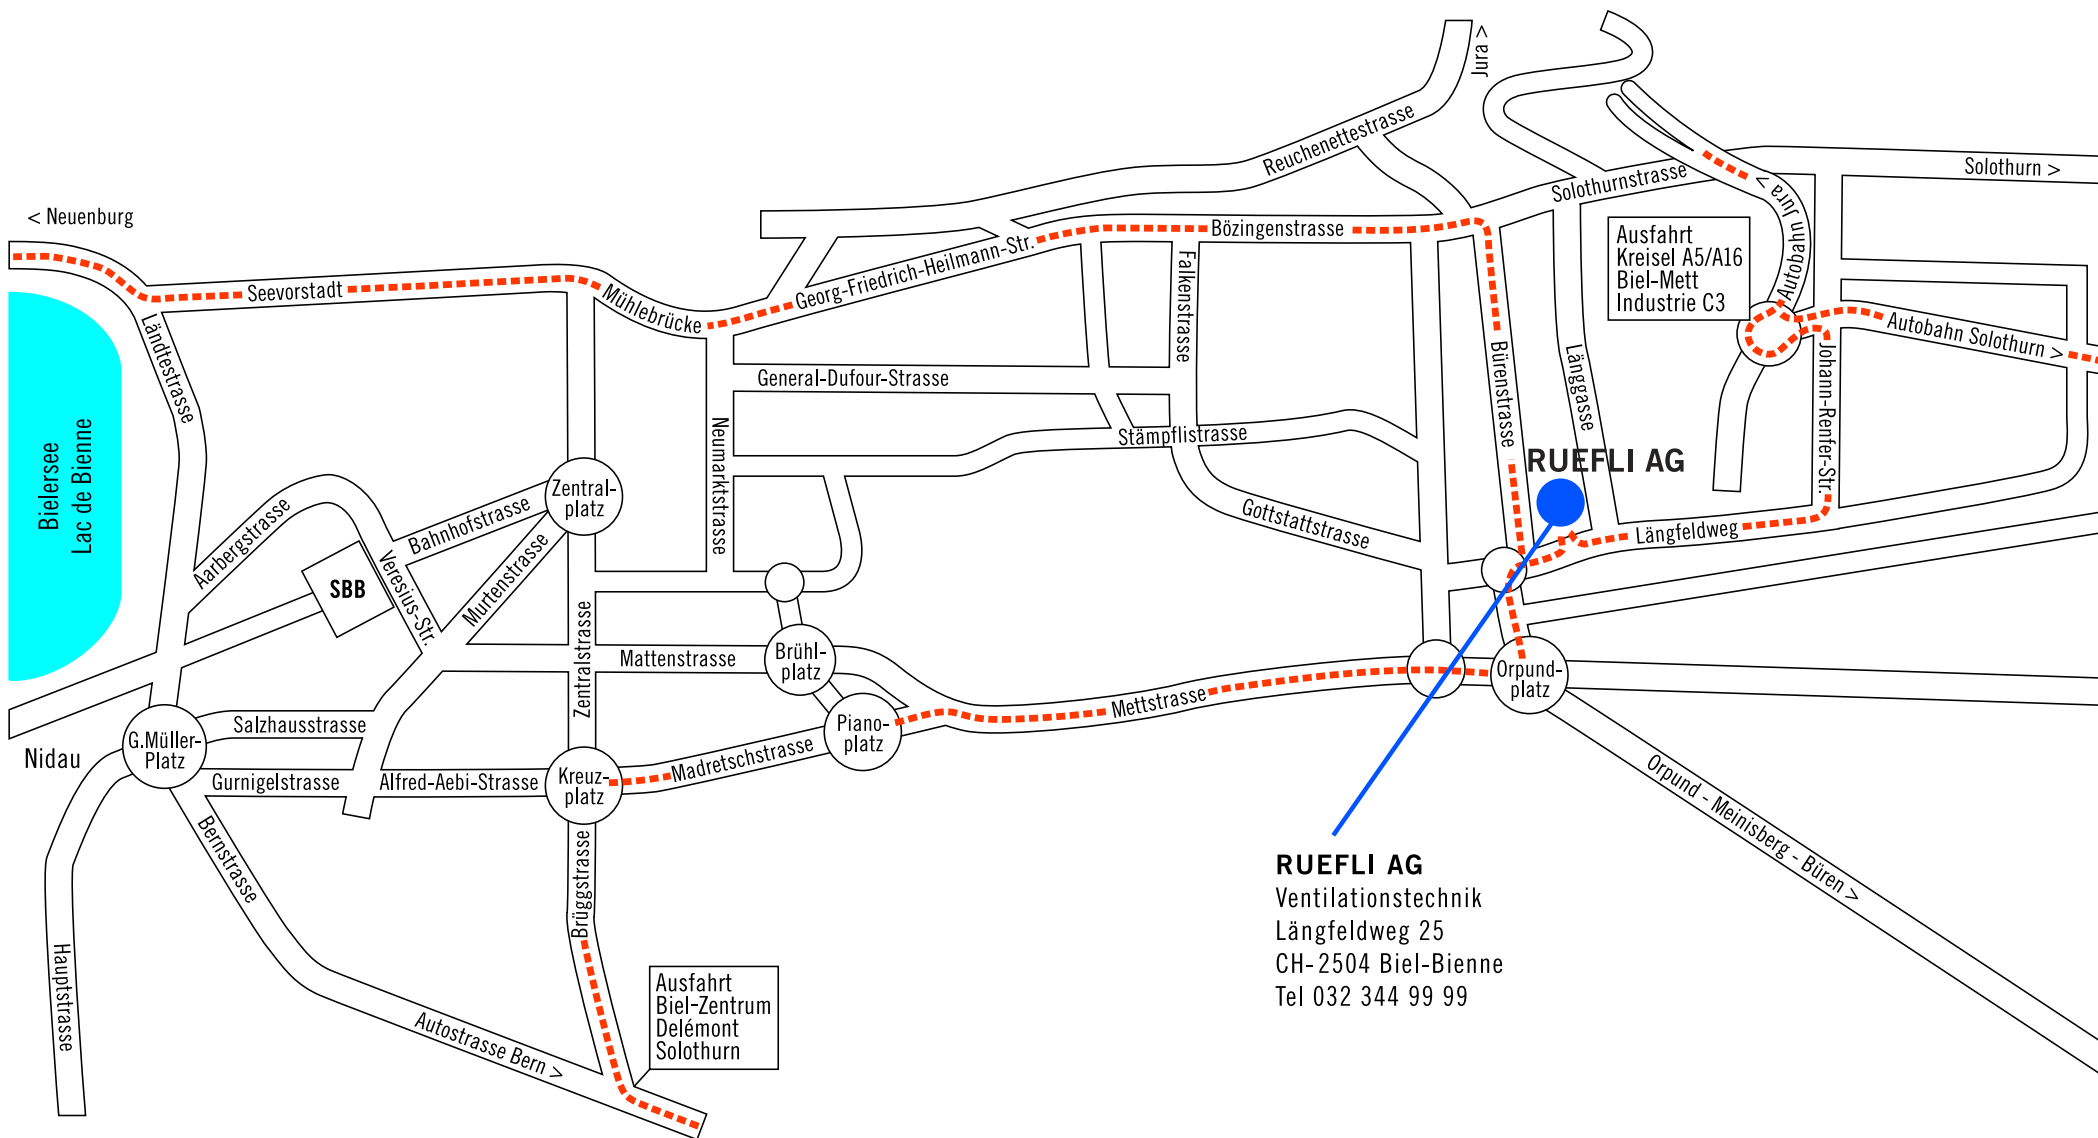 Jura >
Reuchenettestrasse
Solothurnstrasse
Solothurn >
< Neuenburg
Autobahn Jura >
Ausfahrt
Kreisel A5/A16
Biel-Mett
Industrie C3
Georg-Friedrich-Heilmann-Str.
Bözingenstrasse
Seevorstadt
Mühlebrücke
Falkenstrasse
Ländtestrasse
Bürenstrasse
Länggasse
Autobahn Solothurn >
Johann-Renfer-Str.
General-Dufour-Strasse
Neumarktstrasse
Stämpflistrasse
RUEFLI AG
Bielersee
Lac de Bienne
Zentral-
platz
Aarbergstrasse
Bahnhofstrasse
Gottstattstrasse
Längfeldweg
SBB
Veresius-Str.
Murtenstrasse
Zentralstrasse
Mattenstrasse
Brühl-
platz
Orpund-
platz
Mettstrasse
Piano-
platz
Salzhausstrasse
G.Müller-
Platz
Nidau
Madretschstrasse
Gurnigelstrasse
Alfred-Aebi-Strasse
Kreuz-
platz
Orpund - Meinisberg - Büren >
Bernstrasse
Brüggstrasse
Hauptstrasse
RUEFLI AG
Ventilationstechnik
Längfeldweg 25
CH-2504 Biel-Bienne
Tel 032 344 99 99
Ausfahrt
Biel-Zentrum
Delémont
Solothurn
Autostrasse Bern >